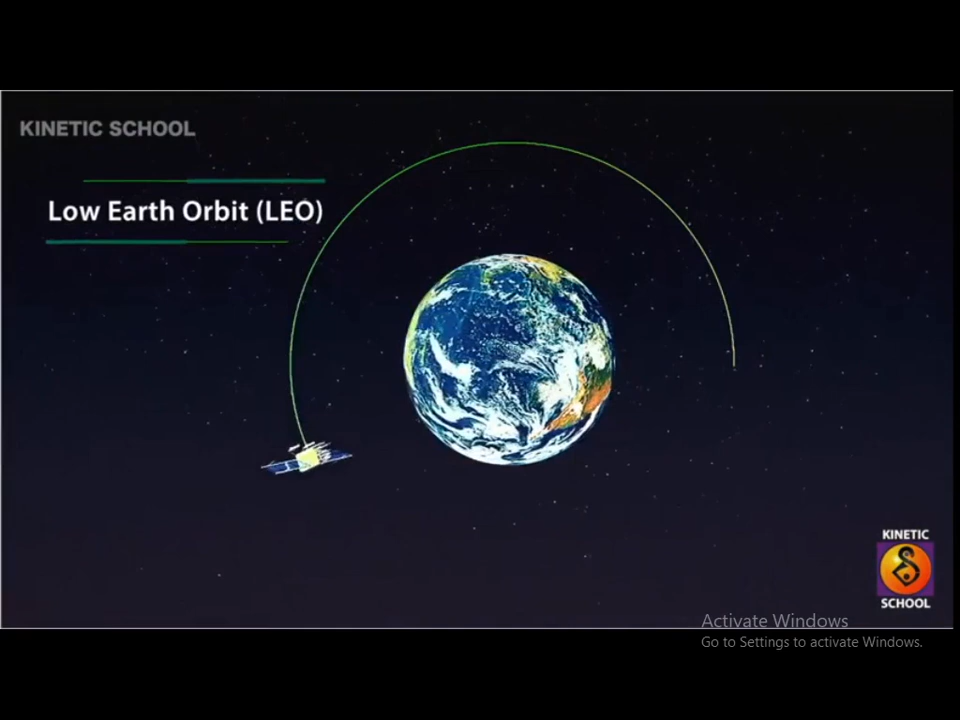 KINETIC SCHOOL
Low Earth Orbit (LEO)
KINETIC
SCHOOL
Activate Windows
Go to Settings to activate Windows.